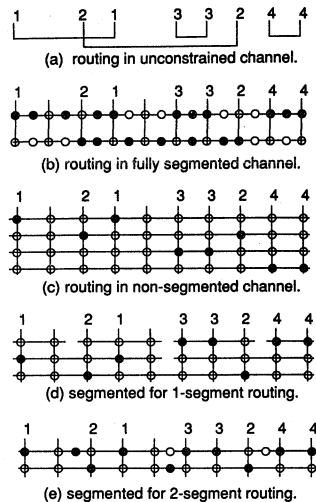 1 2 1 3 3 2 4 4
(a) routing in unconstrained channel.
1 2 1 3 3 2 4 4
(b) routing in fully segmented channel.
1 2 1 3 3 2 4 4
(c) routing in non-segmented channel.
1 2 1 3 3 2 4 4
(d) segmented for 1-segment routing.
1 2 1 3 3 2 4 4
(e) segmented for 2-segment routing.